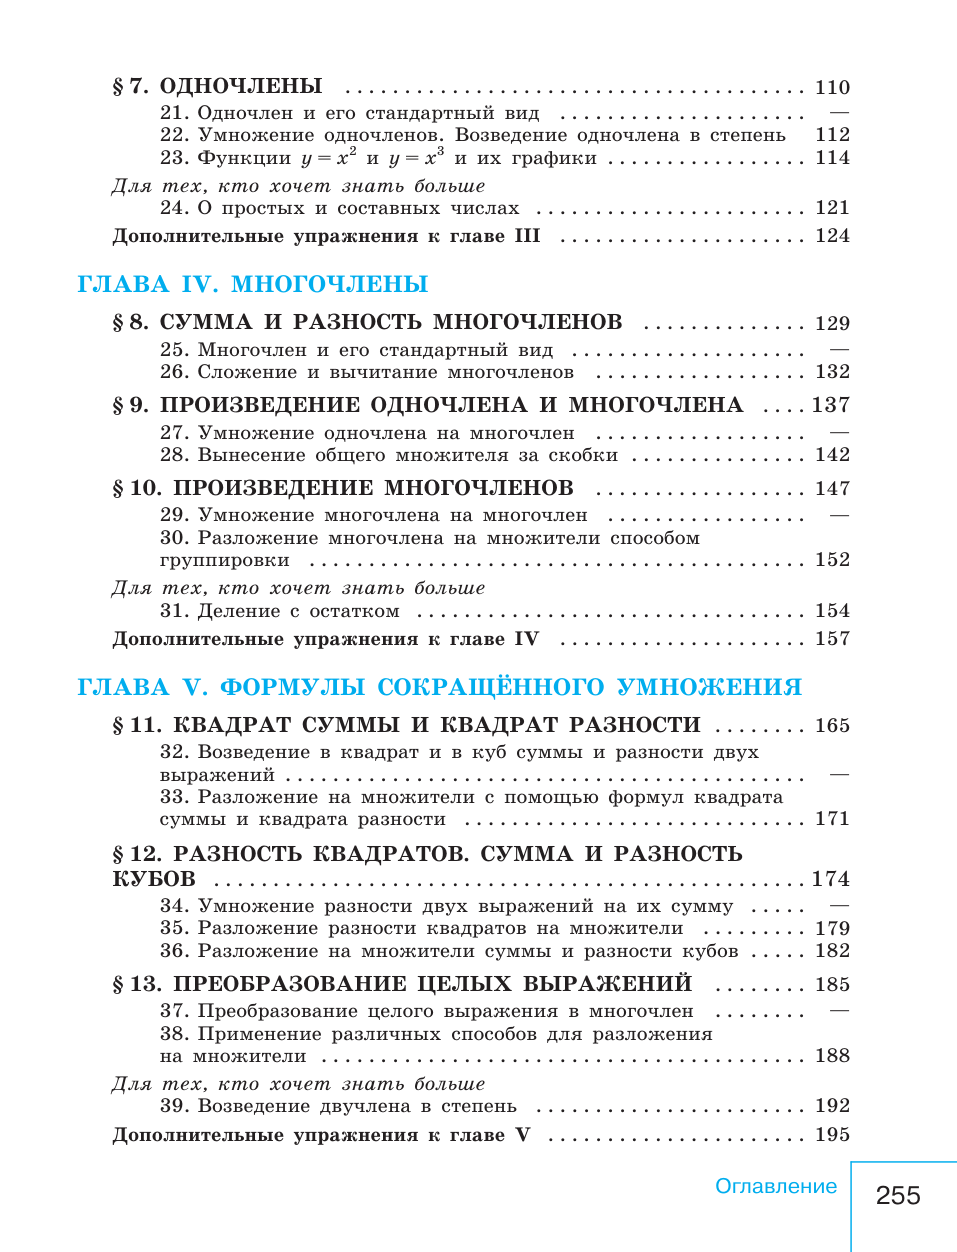 § 7. ОДНОЧЛЕНЫ . . . . . . . . . . . . . . . . . . . . . . . . . . . . . . . . . . . . . . . 110
21. Одночлен и его стандартный вид . . . . . . . . . . . . . . . . . . . . . —
22. Умножение одночленов. Возведение одночлена в степень 112
23. Функции y = x² и y = x³ и их графики . . . . . . . . . . . . . . . . . 114
Для тех, кто хочет знать больше
24. О простых и составных числах . . . . . . . . . . . . . . . . . . . . . . . 121
Дополнительные упражнения к главе III . . . . . . . . . . . . . . . . . . . . . 124
ГЛАВА IV. МНОГОЧЛЕНЫ
§ 8. СУММА И РАЗНОСТЬ МНОГОЧЛЕНОВ . . . . . . . . . . . . . . 129
25. Многочлен и его стандартный вид . . . . . . . . . . . . . . . . . . . . —
26. Сложение и вычитание многочленов . . . . . . . . . . . . . . . . . . 132
§ 9. ПРОИЗВЕДЕНИЕ ОДНОЧЛЕНА И МНОГОЧЛЕНА . . . . 137
27. Умножение одночлена на многочлен . . . . . . . . . . . . . . . . . . —
28. Вынесение общего множителя за скобки . . . . . . . . . . . . . . . 142
§ 10. ПРОИЗВЕДЕНИЕ МНОГОЧЛЕНОВ . . . . . . . . . . . . . . . . . . 147
29. Умножение многочлена на многочлен . . . . . . . . . . . . . . . . . —
30. Разложение многочлена на множители способом
группировки . . . . . . . . . . . . . . . . . . . . . . . . . . . . . . . . . . . . . . . . . . 152
Для тех, кто хочет знать больше
31. Деление с остатком . . . . . . . . . . . . . . . . . . . . . . . . . . . . . . . . . 154
Дополнительные упражнения к главе IV . . . . . . . . . . . . . . . . . . . . . 157
ГЛАВА V. ФОРМУЛЫ СОКРАЩЁННОГО УМНОЖЕНИЯ
§ 11. КВАДРАТ СУММЫ И КВАДРАТ РАЗНОСТИ . . . . . . . . 165
32. Возведение в квадрат и в куб суммы и разности двух
выражений . . . . . . . . . . . . . . . . . . . . . . . . . . . . . . . . . . . . . . . . . . . . —
33. Разложение на множители с помощью формул квадрата
суммы и квадрата разности . . . . . . . . . . . . . . . . . . . . . . . . . . . . . 171
§ 12. РАЗНОСТЬ КВАДРАТОВ. СУММА И РАЗНОСТЬ
КУБОВ . . . . . . . . . . . . . . . . . . . . . . . . . . . . . . . . . . . . . . . . . . . . . . . . . . 174
34. Умножение разности двух выражений на их сумму . . . . . —
35. Разложение разности квадратов на множители . . . . . . . . . 179
36. Разложение на множители суммы и разности кубов . . . . . 182
§ 13. ПРЕОБРАЗОВАНИЕ ЦЕЛЫХ ВЫРАЖЕНИЙ . . . . . . . . 185
37. Преобразование целого выражения в многочлен . . . . . . . . —
38. Применение различных способов для разложения
на множители . . . . . . . . . . . . . . . . . . . . . . . . . . . . . . . . . . . . . . . . . 188
Для тех, кто хочет знать больше
39. Возведение двучлена в степень . . . . . . . . . . . . . . . . . . . . . . . 192
Дополнительные упражнения к главе V . . . . . . . . . . . . . . . . . . . . . . 195
Оглавление 255